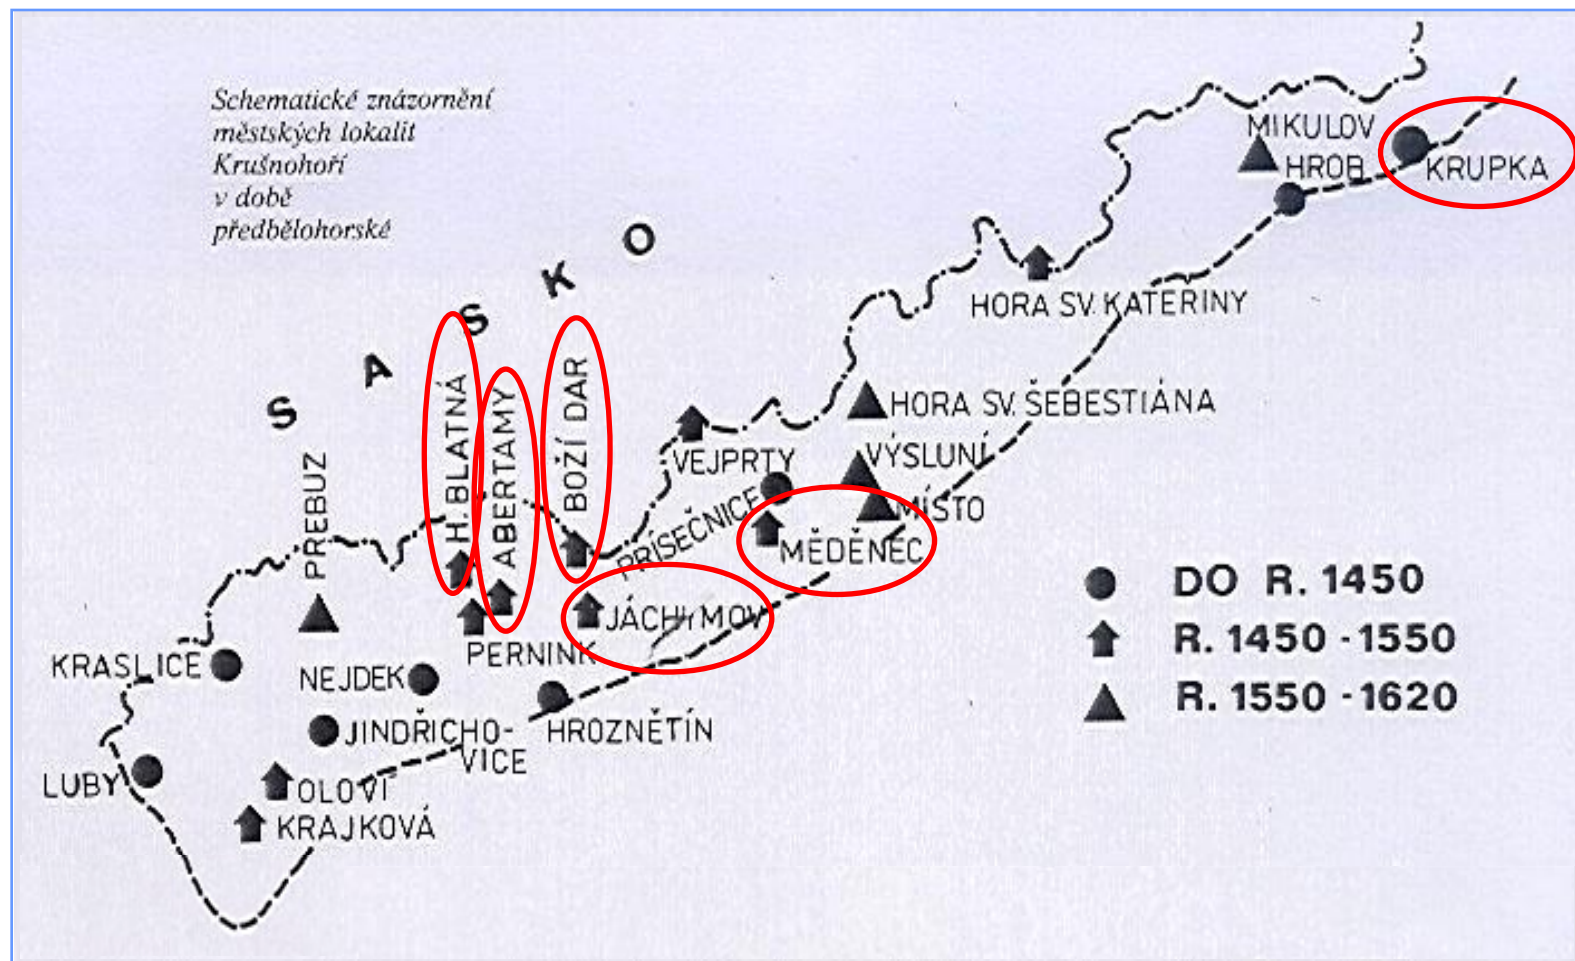 Schematické znázornění
městských lokalit
Krušnohoří
v době
předbělohorské
SASKO
MIKULOV
HROB
KRUPKA
HORA SV. KATEŘINY
HORA SV. ŠEBESTIÁNA
H. BLATNÁ
ABERTAMY
BOŽÍ DAR
VEJPRTY
VÝSLUNÍ
PŘÍSEČNICE
MÍSTO
MĚDĚNEC
PREBUZ
JÁCHYMOV
PERNINK
KRASLICE
NEJDEK
JINDŘICHO-
VICE
HROZNĚTÍN
LUBY
OLOVÍ
KRAJKOVÁ
DO R. 1450
R. 1450 - 1550
R. 1550 - 1620